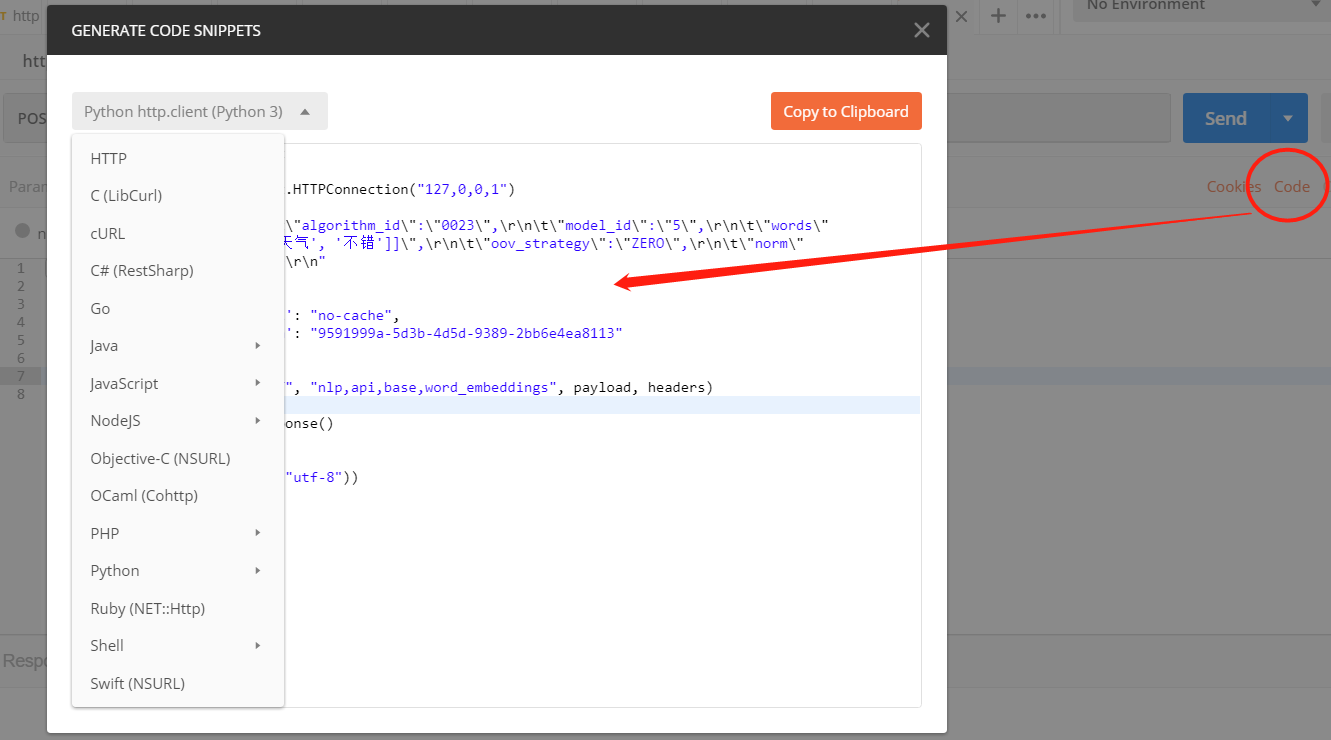 http
No Environment
GENERATE CODE SNIPPETS
htt
Python http.client (Python 3)
Copy to Clipboard
POS
Send
HTTP
.HTTPConnection("127,0,0,1")
Param
Cookies Code
C (LibCurl)
\"algorithm_id\":\"0023\",\r\n\t\"model_id\":\"5\",\r\n\t\"words\"
cURL
n
天气', '不错']]\",\r\n\t\"oov_strategy\":\"ZERO\",\r\n\t\"norm\"
\r\n"
1
C# (RestSharp)
2
3
Go
': "no-cache",
4
': "9591999a-5d3b-4d5d-9389-2bb6e4ea8113"
5
Java
6
7
JavaScript
", "nlp,api,base,word_embeddings", payload, headers)
8
NodeJS
onse()
Objective-C (NSURL)
"utf-8"))
OCaml (Cohttp)
PHP
Python
Ruby (NET::Http)
Shell
Respo
Swift (NSURL)